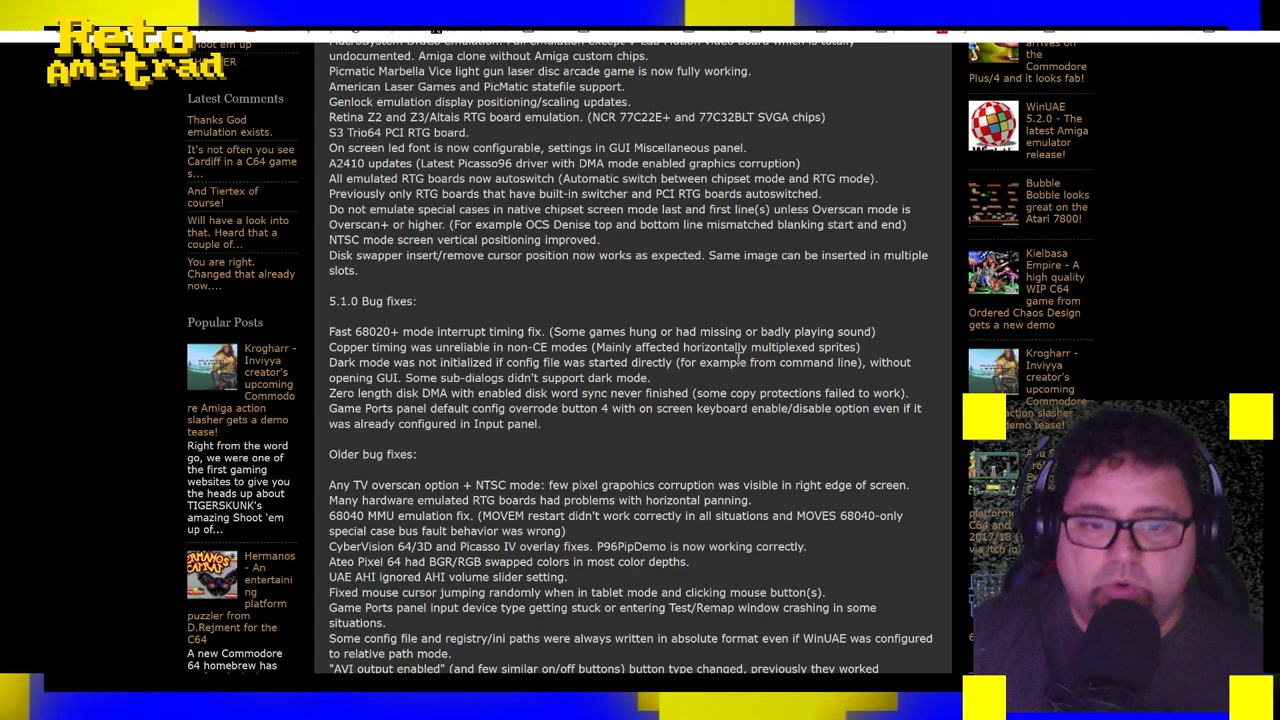 Reto
Amstrad
shoot em up
Latest Comments
Thanks God
emulation exists.
It's not often you see
Cardiff in a C64 game
s...
And Tiertex of
course!
Will have a look into
that. Heard that a
couple of...
You are right.
Changed that already
now....
Popular Posts
Krogharr -
Inviyya
creator's
upcoming
Commodo
re Amiga action
slasher gets a demo
tease!
Right from the word
go, we were one of
the first gaming
websites to give you
the heads up about
TIGERSKUNK's
amazing Shoot 'em
up of...
Hermanos
- An
entertaini
ng
platform
puzzler from
D.Rejment for the
C64
A new Commodore
64 homebrew has
undocumented. Amiga clone without Amiga custom chips.
Picmatic Marbella Vice light gun laser disc arcade game is now fully working.
American Laser Games and PicMatic statefile support.
Genlock emulation display positioning/scaling updates.
Retina Z2 and Z3/Altais RTG board emulation. (NCR 77C22E+ and 77C32BLT SVGA chips)
S3 Trio64 PCI RTG board.
On screen led font is now configurable, settings in GUI Miscellaneous panel.
A2410 updates (Latest Picasso96 driver with DMA mode enabled graphics corruption)
All emulated RTG boards now autoswitch (Automatic switch between chipset mode and RTG mode).
Previously only RTG boards that have built-in switcher and PCI RTG boards autoswitched.
Do not emulate special cases in native chipset screen mode last and first line(s) unless Overscan mode is
Overscan+ or higher. (For example OCS Denise top and bottom line mismatched blanking start and end)
NTSC mode screen vertical positioning improved.
Disk swapper insert/remove cursor position now works as expected. Same image can be inserted in multiple
slots.
5.1.0 Bug fixes:
Fast 68020+ mode interrupt timing fix. (Some games hung or had missing or badly playing sound)
Copper timing was unreliable in non-CE modes (Mainly affected horizontally multiplexed sprites)
Dark mode was not initialized if config file was started directly (for example from command line), without
opening GUI. Some sub-dialogs didn't support dark mode.
Zero length disk DMA with enabled disk word sync never finished (some copy protections failed to work).
Game Ports panel default config overrode button 4 with on screen keyboard enable/disable option even if it
was already configured in Input panel.
Older bug fixes:
Any TV overscan option + NTSC mode: few pixel grapohics corruption was visible in right edge of screen.
Many hardware emulated RTG boards had problems with horizontal panning.
68040 MMU emulation fix. (MOVEM restart didn't work correctly in all situations and MOVES 68040-only
special case bus fault behavior was wrong)
CyberVision 64/3D and Picasso IV overlay fixes. P96PipDemo is now working correctly.
Ateo Pixel 64 had BGR/RGB swapped colors in most color depths.
UAE AHI ignored AHI volume slider setting.
Fixed mouse cursor jumping randomly when in tablet mode and clicking mouse button(s).
Game Ports panel input device type getting stuck or entering Test/Remap window crashing in some
situations.
Some config file and registry/ini paths were always written in absolute format even if WinUAE was configured
to relative path mode.
"AVI output enabled" (and few similar on/off buttons) button type changed, previously they worked
arrives on
the
Commodore
Plus/4 and it looks fab!
WinUAE
5.2.0 - The
latest Amiga
emulator
release!
Bubble
Bobble looks
great on the
Atari 7800!
Kielbasa
Empire - A
high quality
WIP C64
game from
Ordered Chaos Design
gets a new demo
Krogharr -
Inviyya
creator's
upcoming
Commodore
action slasher
demo tease!
platform
C64 and
2017/18
via itch